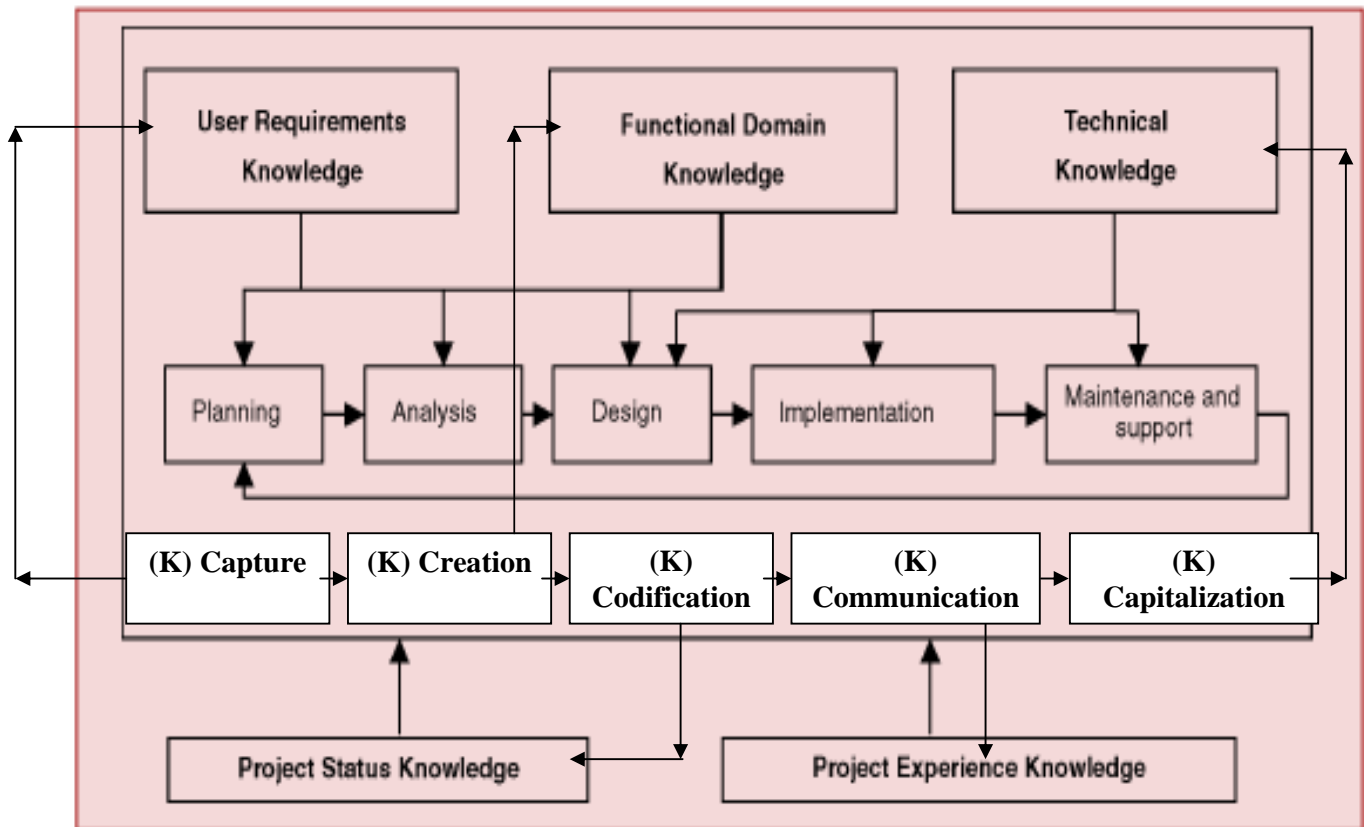 User Requirements
Knowledge
Functional Domain
Knowledge
Technical
Knowledge
Planning
Analysis
Design
Implementation
Maintenance and
support
(K) Capture
(K) Creation
(K)
Codification
(K)
Communication
(K)
Capitalization
Project Status Knowledge
Project Experience Knowledge